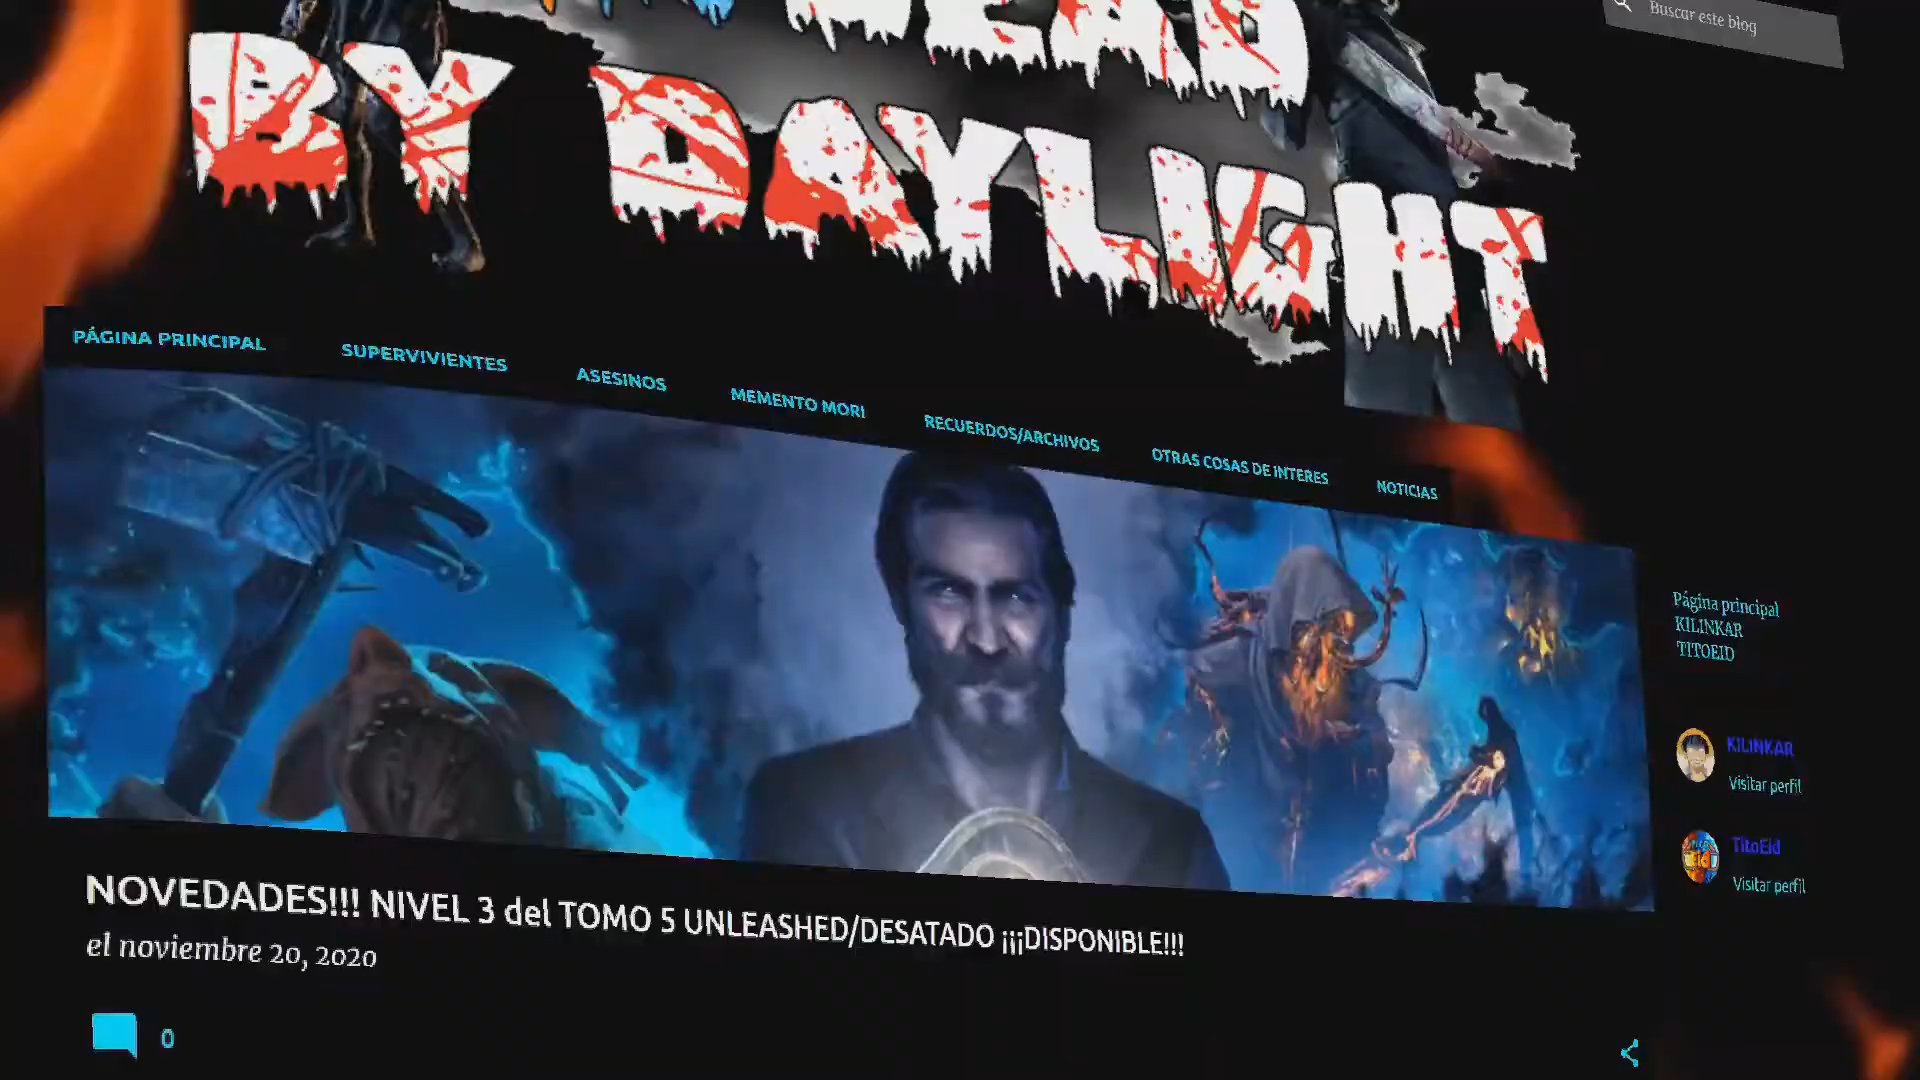 Buscar este blog
DEAD
BY DAYLIGHT
PÁGINA PRINCIPAL
SUPERVIVIENTES
ASESINOS
MEMENTO MORI
RECUERDOS/ARCHIVOS
OTRAS COSAS DE INTERES
NOTICIAS
Página principal
KILINKAR
TITOEID
KILINKAR
Visitar perfil
TitoEid
Visitar perfil
NOVEDADES!!! NIVEL 3 del TOMO 5 UNLEASHED/DESATADO ¡¡¡DISPONIBLE!!!
el noviembre 20, 2020
0